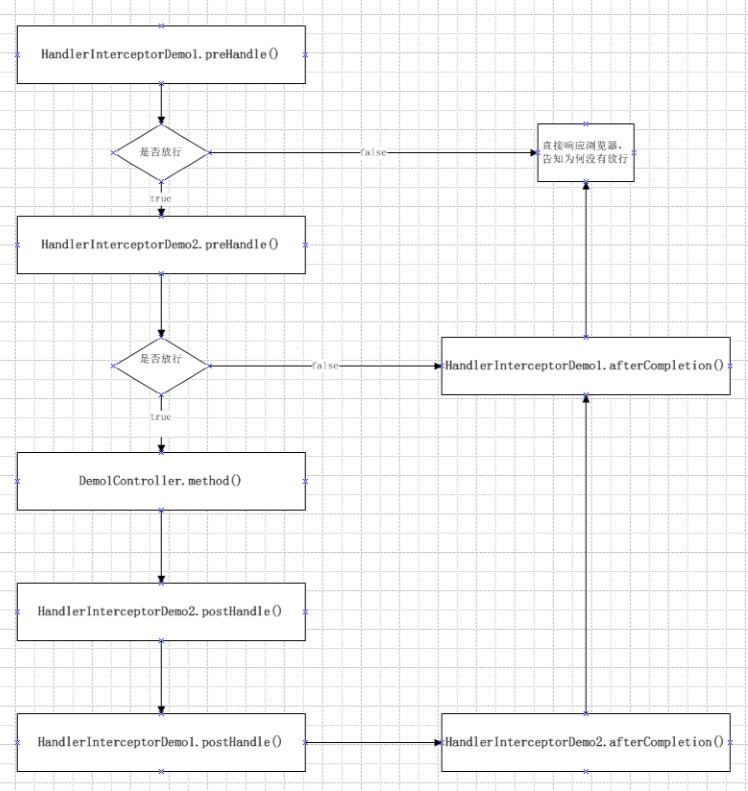 HandlerInterceptorDemo1.preHandle()
是否放行
false
直接响应浏览器，
告知为何没有放行
true
HandlerInterceptorDemo2.preHandle()
是否放行
false
HandlerInterceptorDemo1.afterCompletion()
true
Demo1Controller.method()
HandlerInterceptorDemo2.postHandle()
HandlerInterceptorDemo1.postHandle()
HandlerInterceptorDemo2.afterCompletion()